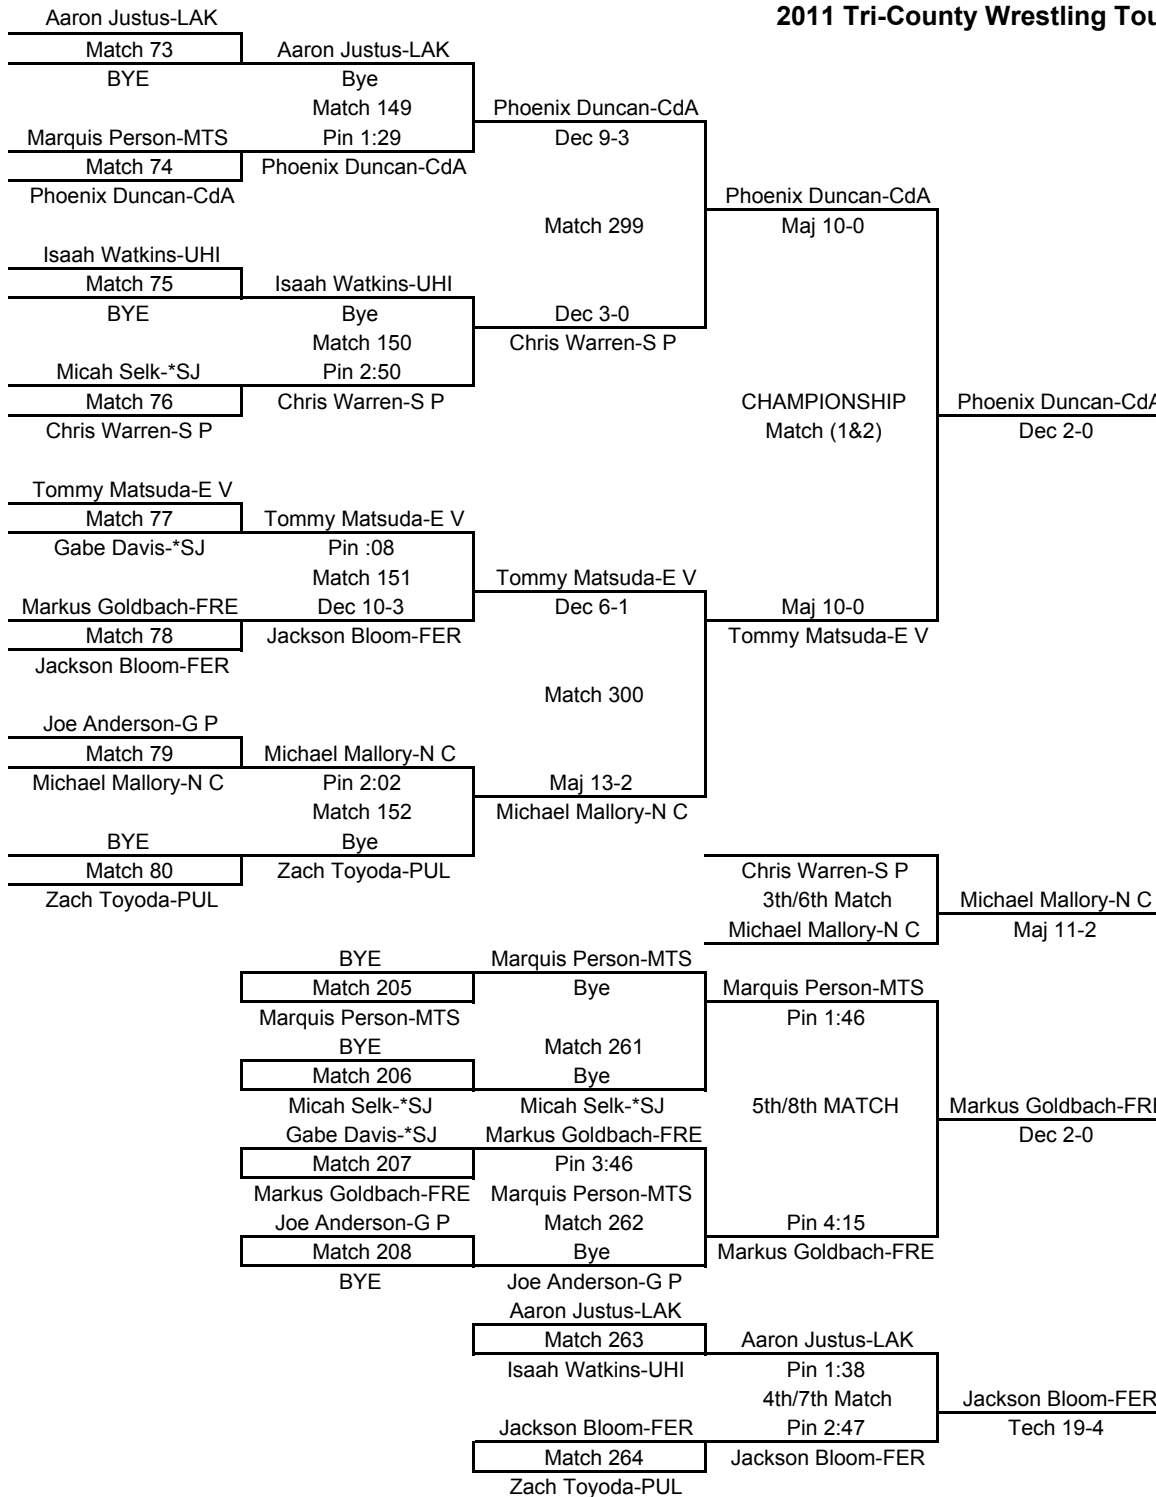 2011 Tri-County Wrestling Tou
Aaron Justus-LAK
Match 73 Aaron Justus-LAK
BYE Bye
Match 149 Phoenix Duncan-CdA
Marquis Person-MTS Pin 1:29 Dec 9-3
Match 74 Phoenix Duncan-CdA
Phoenix Duncan-CdA Phoenix Duncan-CdA
Match 299 Maj 10-0
Isaah Watkins-UHI
Match 75 Isaah Watkins-UHI
BYE Bye Dec 3-0
Match 150 Chris Warren-S P
Micah Selk-*SJ Pin 2:50
Match 76 Chris Warren-S P CHAMPIONSHIP Phoenix Duncan-CdA
Chris Warren-S P Match (1&2) Dec 2-0
Tommy Matsuda-E V
Match 77 Tommy Matsuda-E V
Gabe Davis-*SJ Pin :08
Match 151 Tommy Matsuda-E V
Markus Goldbach-FRE Dec 10-3 Dec 6-1 Maj 10-0
Match 78 Jackson Bloom-FER Tommy Matsuda-E V
Jackson Bloom-FER
Match 300
Joe Anderson-G P
Match 79 Michael Mallory-N C
Michael Mallory-N C Pin 2:02 Maj 13-2
Match 152 Michael Mallory-N C
BYE Bye
Match 80 Zach Toyoda-PUL Chris Warren-S P
Zach Toyoda-PUL 3th/6th Match Michael Mallory-N C
Michael Mallory-N C Maj 11-2
BYE Marquis Person-MTS
Match 205 Bye Marquis Person-MTS
Marquis Person-MTS Pin 1:46
BYE Match 261
Match 206 Bye
Micah Selk-*SJ Micah Selk-*SJ 5th/8th MATCH Markus Goldbach-FRE
Gabe Davis-*SJ Markus Goldbach-FRE Dec 2-0
Match 207 Pin 3:46
Markus Goldbach-FRE Marquis Person-MTS
Joe Anderson-G P Match 262 Pin 4:15
Match 208 Bye Markus Goldbach-FRE
BYE Joe Anderson-G P
Aaron Justus-LAK
Match 263 Aaron Justus-LAK
Isaah Watkins-UHI Pin 1:38
4th/7th Match Jackson Bloom-FER
Jackson Bloom-FER Pin 2:47 Tech 19-4
Match 264 Jackson Bloom-FER
Zach Toyoda-PUL